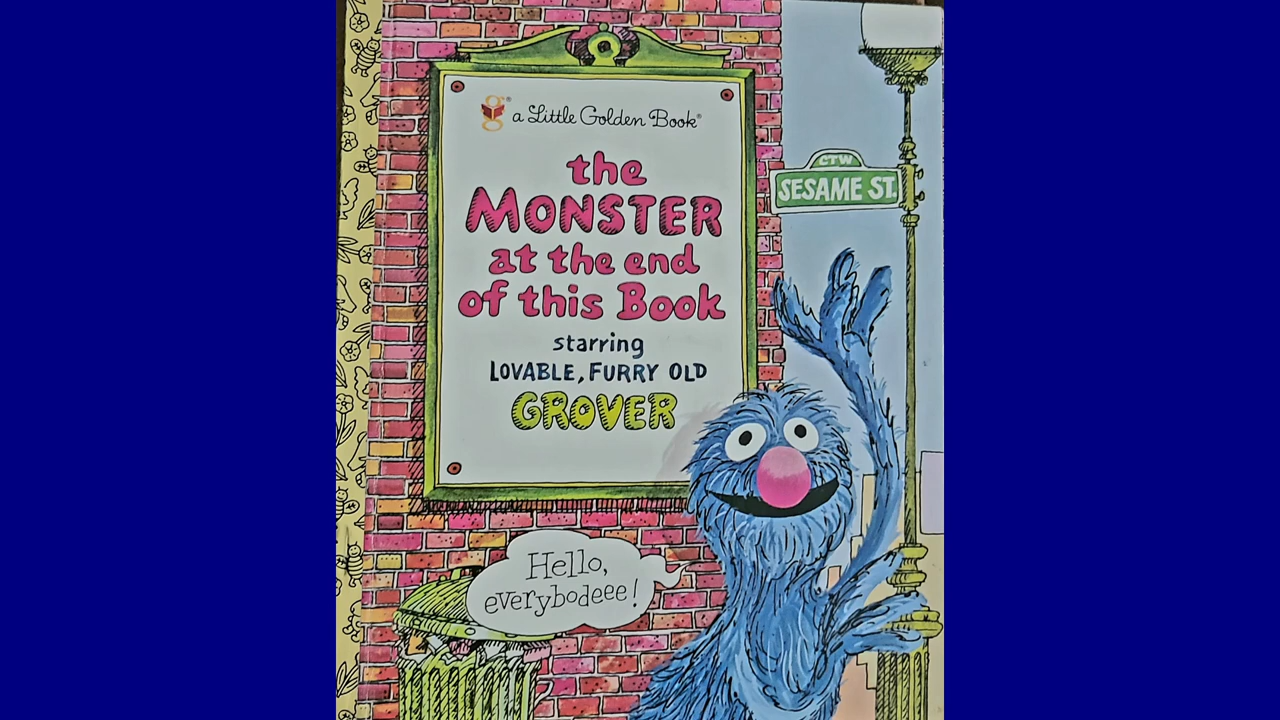 a Little Golden Book®
the
MONSTER
at the end
of this Book
starring
LOVABLE, FURRY OLD
GROVER
CTW
SESAME ST.
Hello,
everybodeee!